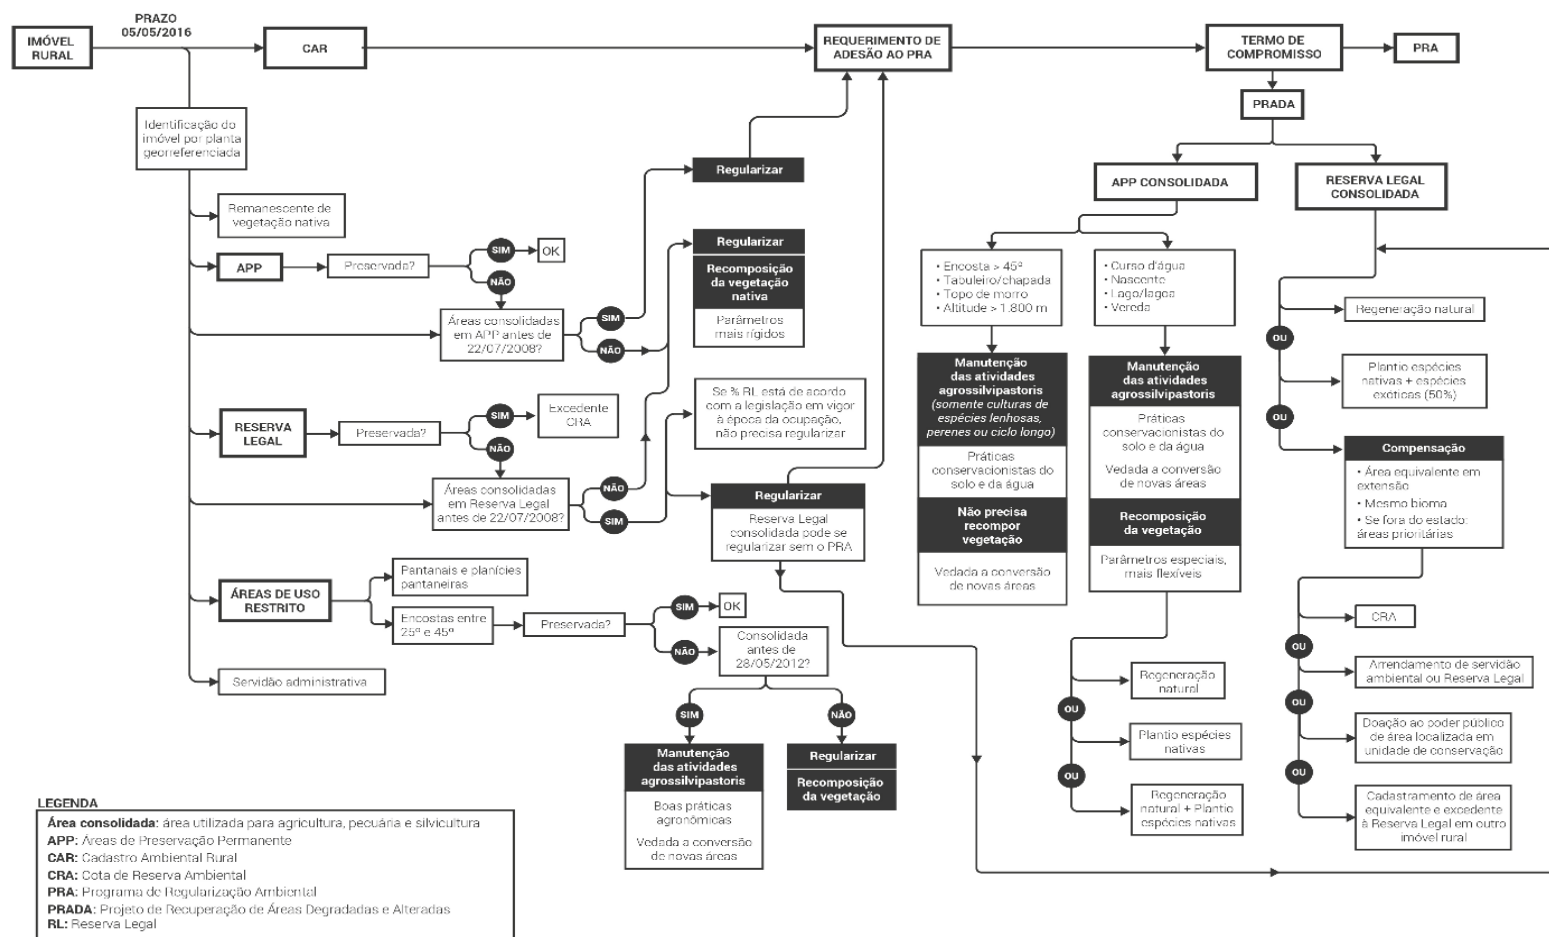 PRAZO
05/05/2016
IMÓVEL
RURAL
CAR
REQUERIMENTO DE
ADESÃO AO PRA
TERMO DE
COMPROMISSO
PRA
PRADA
Identificação do
imóvel por planta
georreferenciada
Remanescente de
vegetação nativa
APP
Preservada?
SIM
OK
NÃO
Áreas consolidadas
em APP antes de
22/07/2008?
SIM
NÃO
Regularizar
Regularizar
Recomposição
da vegetação
nativa
Parâmetros
mais rígidos
RESERVA
LEGAL
Preservada?
SIM
Excedente
CRA
NÃO
Áreas consolidadas
em Reserva Legal
antes de 22/07/2008?
NÃO
SIM
Se % RL está de acordo
com a legislação em vigor
à época da ocupação,
não precisa regularizar
Regularizar
Reserva Legal
consolidada pode se
regularizar sem o PRA
ÁREAS DE USO
RESTRITO
Pantanais e planícies
pantaneiras
Encostas entre
25º e 45º
Preservada?
SIM
OK
NÃO
Consolidada
antes de
28/05/2012?
SIM
NÃO
Manutenção
das atividades
agrossilvipastoris
Boas práticas
agronômicas
Vedada a conversão
de novas áreas
Regularizar
Recomposição
da vegetação
Servidão administrativa
APP CONSOLIDADA
• Encosta > 45º
• Tabuleiro/chapada
• Topo de morro
• Altitude > 1.800 m
Manutenção
das atividades
agrossilvipastoris
(somente culturas de
espécies lenhosas,
perenes ou ciclo longo)
Práticas
conservacionistas do
solo e da água
Não precisa
recompor
vegetação
Vedada a conversão
de novas áreas
• Curso d'água
• Nascente
• Lago/lagoa
• Vereda
Manutenção
das atividades
agrossilvipastoris
Práticas
conservacionistas do
solo e da água
Vedada a conversão
de novas áreas
Recomposição
da vegetação
Parâmetros especiais,
mais flexíveis
Regeneração
natural
OU
Plantio espécies
nativas
OU
Regeneração
natural + Plantio
espécies nativas
RESERVA LEGAL
CONSOLIDADA
Regeneração natural
OU
Plantio espécies
nativas + espécies
exóticas (50%)
OU
Compensação
• Área equivalente em
extensão
• Mesmo bioma
• Se fora do estado:
áreas prioritárias
CRA
OU
Arrendamento de servidão
ambiental ou Reserva Legal
OU
Doação ao poder público
de área localizada em
unidade de conservação
OU
Cadastramento de área
equivalente e excedente
à Reserva Legal em outro
imóvel rural
LEGENDA
Área consolidada: área utilizada para agricultura, pecuária e silvicultura
APP: Áreas de Preservação Permanente
CAR: Cadastro Ambiental Rural
CRA: Cota de Reserva Ambiental
PRA: Programa de Regularização Ambiental
PRADA: Projeto de Recuperação de Áreas Degradadas e Alteradas
RL: Reserva Legal